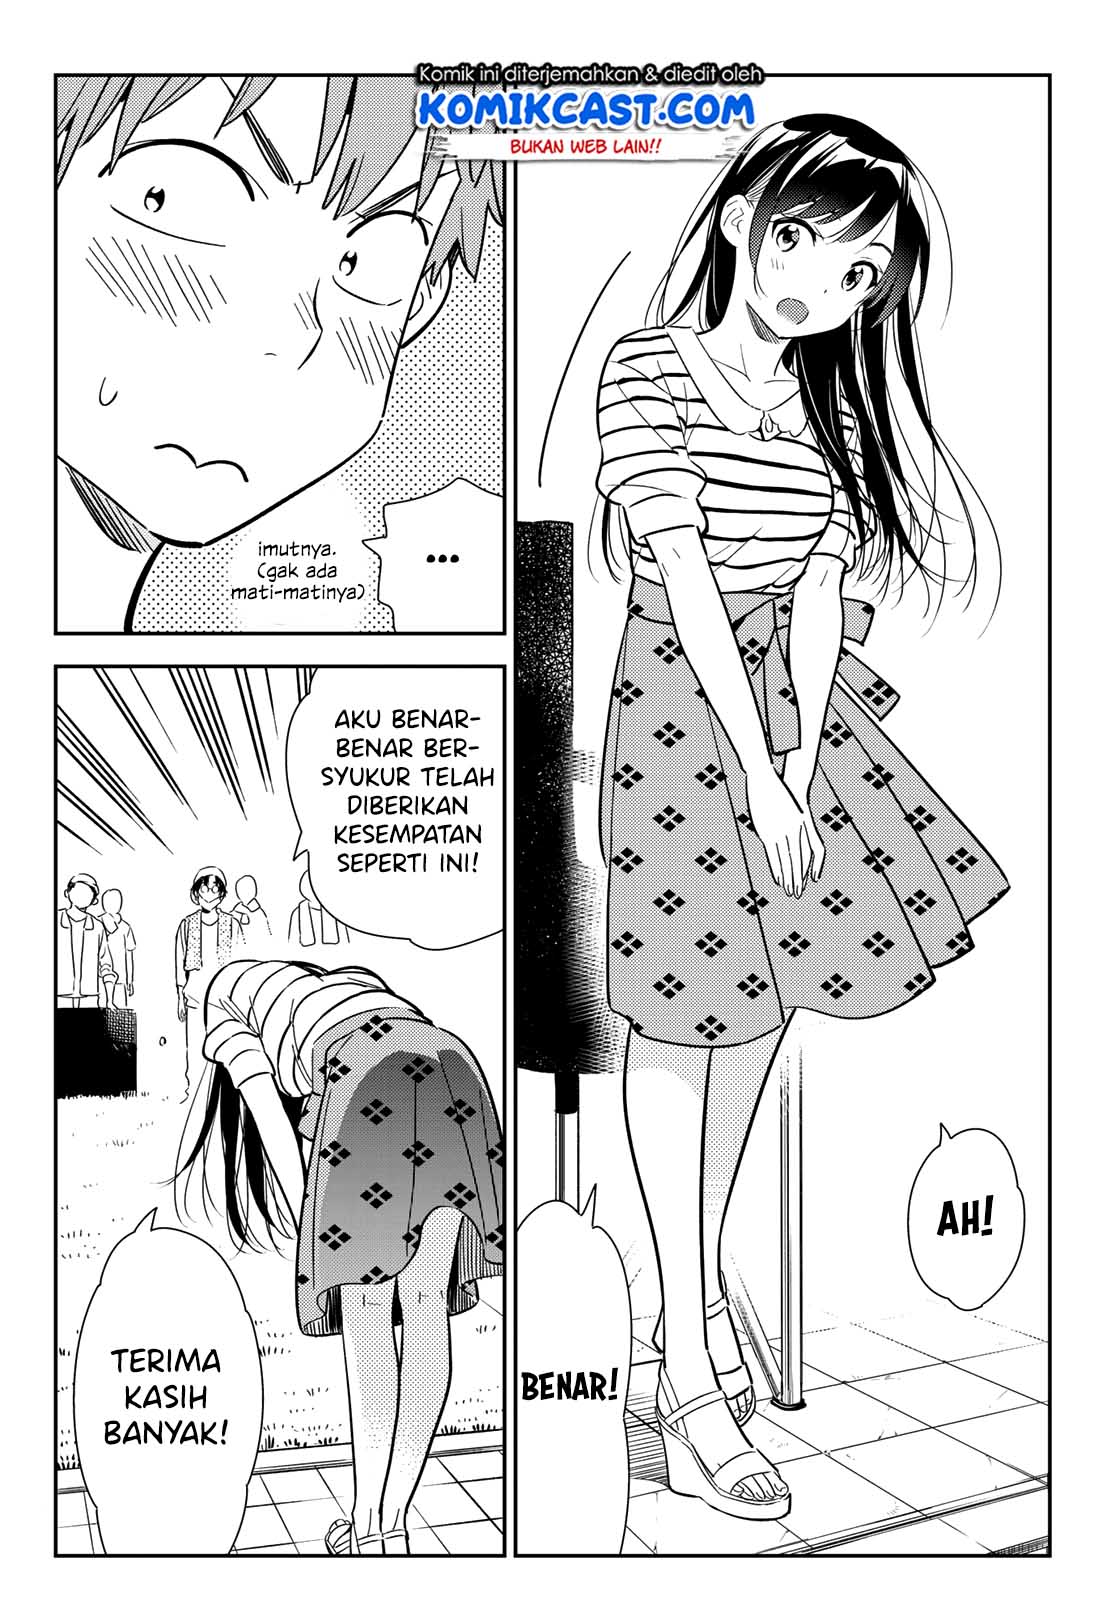 Komik ini diterjemahkan & diedit oleh
KOMIKCAST.COM
BUKAN WEB LAIN!!
AH!
BENAR!
...
imutnya.
(gak ada
mati-matinya)
AKU BENAR-
BENAR BER-
SYUKUR TELAH
DIBERIKAN
KESEMPATAN
SEPERTI INI!
TERIMA
KASIH
BANYAK!